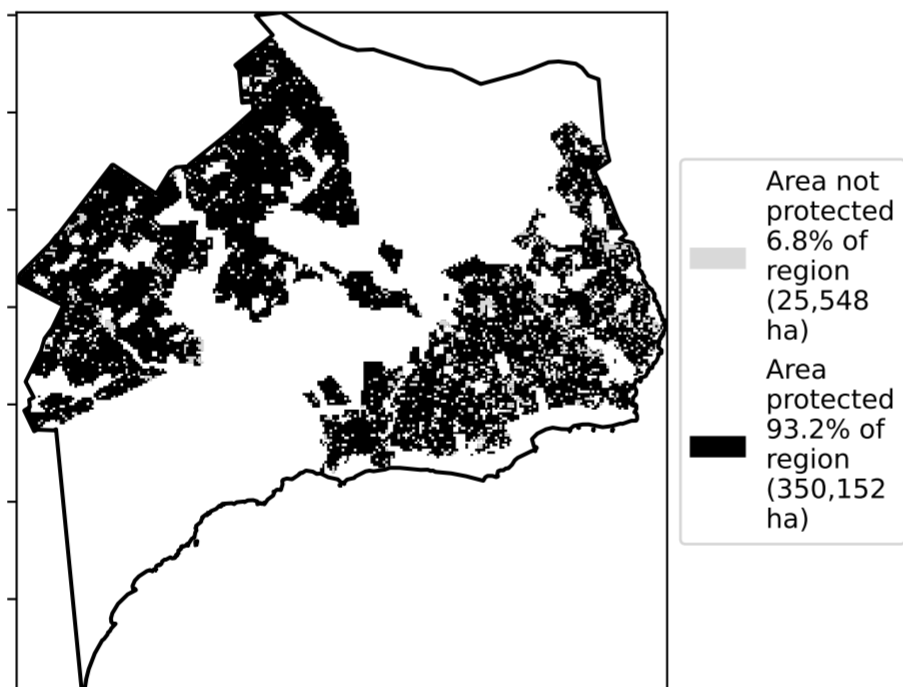 Area not
protected
6.8% of
region
(25,548
ha)
Area
protected
93.2% of
region
(350,152
ha)